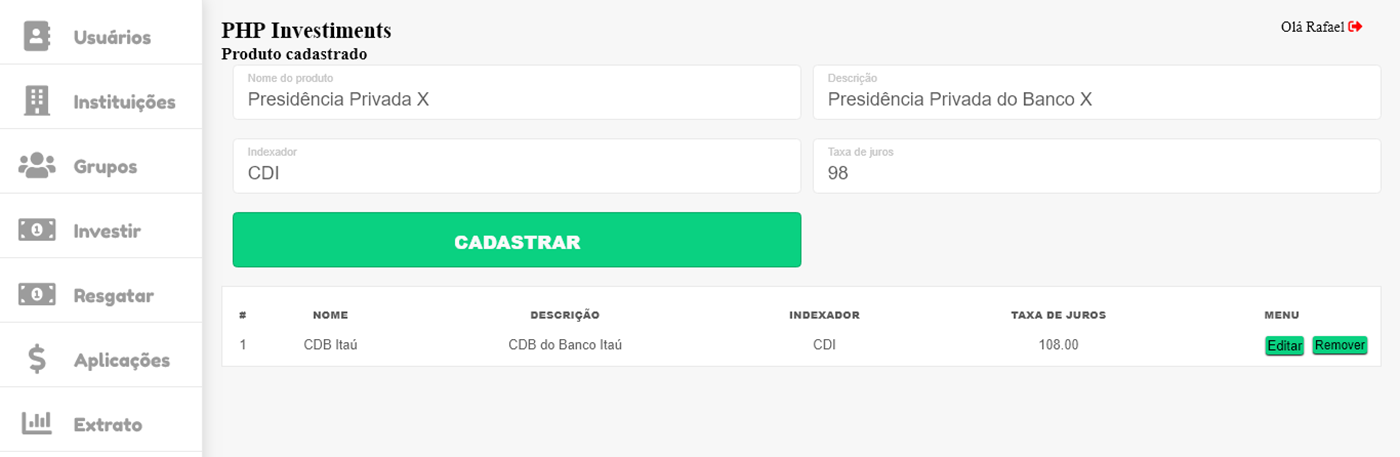 Usuários
Instituições
Grupos
Investir
Resgatar
Aplicações
Extrato
PHP Investiments
Olá Rafael
Produto cadastrado
Nome do produto
Presidência Privada X
Descrição
Presidência Privada do Banco X
Indexador
CDI
Taxa de juros
98
CADASTRAR
# NOME DESCRIÇÃO INDEXADOR TAXA DE JUROS MENU
1 CDB Itaú CDB do Banco Itaú CDI 108.00 Editar Remover